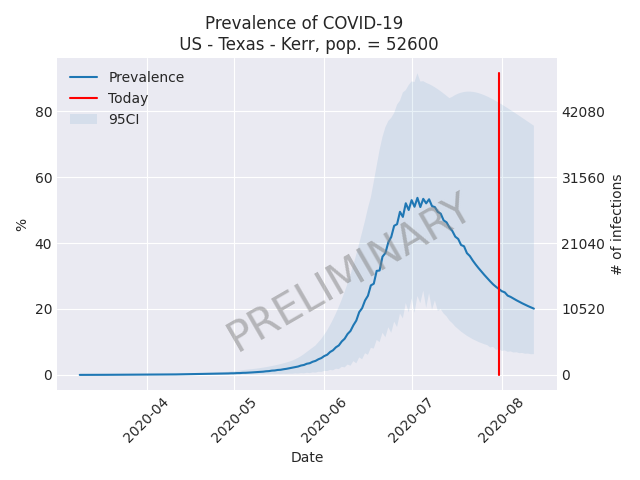 Prevalence of COVID-19
US - Texas - Kerr, pop. = 52600
Prevalence
Today
95CI
80
60
40
20
0
%
42080
31560
21040
10520
0
# of infections
PRELIMINARY
2020-04
2020-05
2020-06
2020-07
2020-08
Date